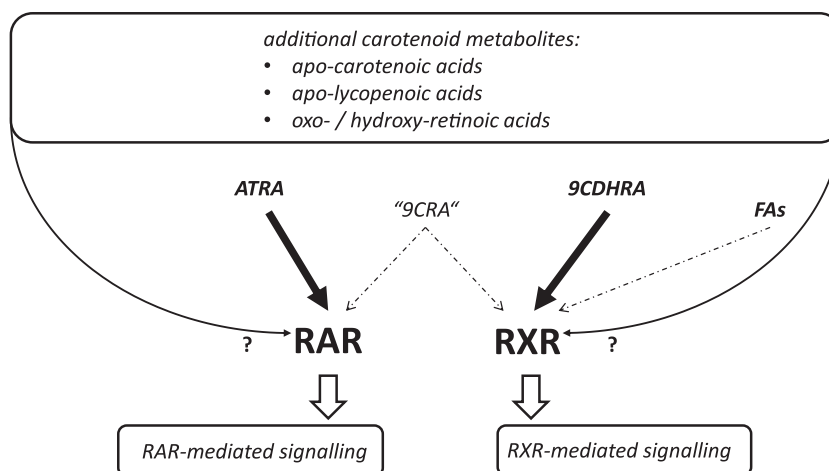 additional carotenoid metabolites:
• apo-carotenoic acids
• apo-lycopenoic acids
• oxo- / hydroxy-retinoic acids
ATRA
"9CRA"
9CDHRA
FAs
? RAR RXR ?
RAR-mediated signalling
RXR-mediated signalling